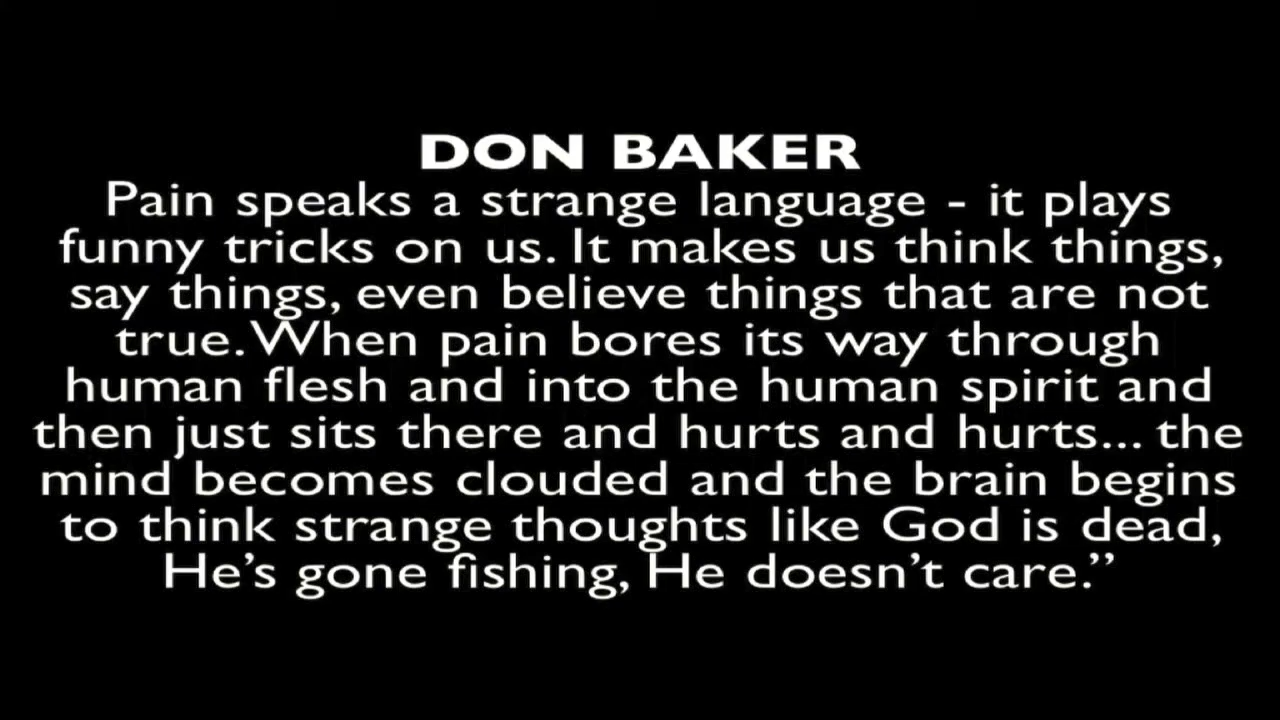 DON BAKER
Pain speaks a strange language - it plays
funny tricks on us. It makes us think things,
say things, even believe things that are not
true. When pain bores its way through
human flesh and into the human spirit and
then just sits there and hurts and hurts... the
mind becomes clouded and the brain begins
to think strange thoughts like God is dead,
He’s gone fishing, He doesn’t care.”